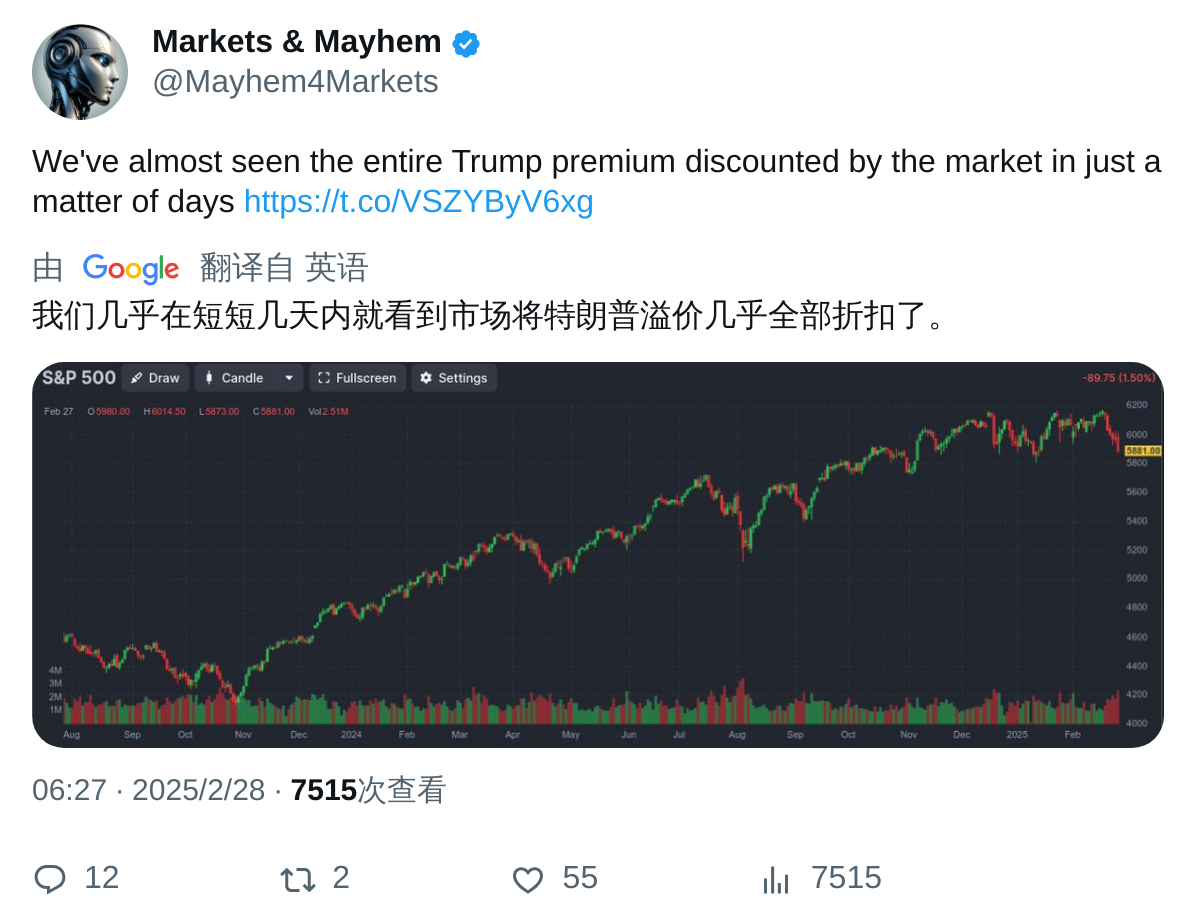 Markets & Mayhem
@Mayhem4Markets
We've almost seen the entire Trump premium discounted by the market in just a
matter of days https://t.co/VSZYByV6xg
由 Google 翻译自 英语
我们几乎在短短几天内就看到市场将特朗普溢价几乎全部折扣了。
S&P 500 Draw Candle Fullscreen Settings -89.75 (1.50%)
Feb 27 O5980.00 H6014.50 L5873.00 C5881.00 Vol2.51M
6200
6000
5881.00
5800
5600
5400
5200
5000
4800
4600
4400
4200
4000
4M
3M
2M
1M
Aug Sep Oct Nov Dec 2024 Feb Mar Apr May Jun Jul Aug Sep Oct Nov Dec 2025 Feb
06:27 · 2025/2/28 · 7515次查看
12 2 55 7515